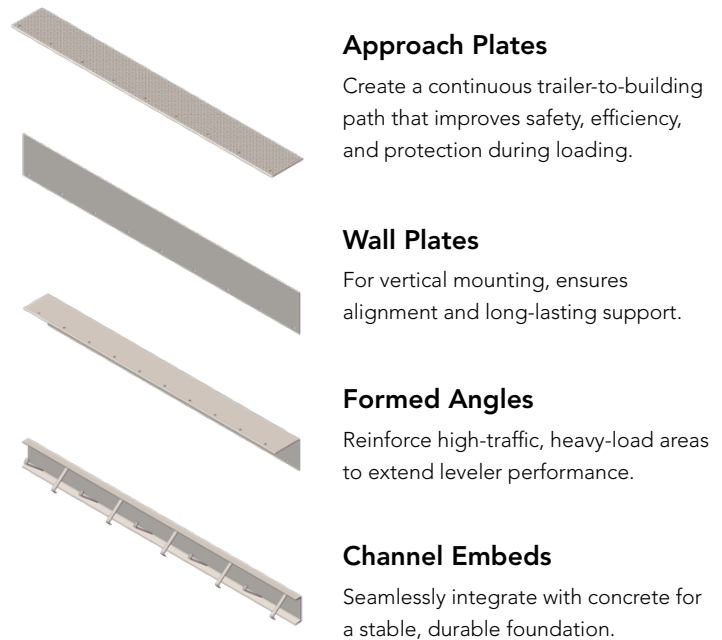 Approach Plates
Create a continuous trailer-to-building
path that improves safety, efficiency,
and protection during loading.
Wall Plates
For vertical mounting, ensures
alignment and long-lasting support.
Formed Angles
Reinforce high-traffic, heavy-load areas
to extend leveler performance.
Channel Embeds
Seamlessly integrate with concrete for
a stable, durable foundation.